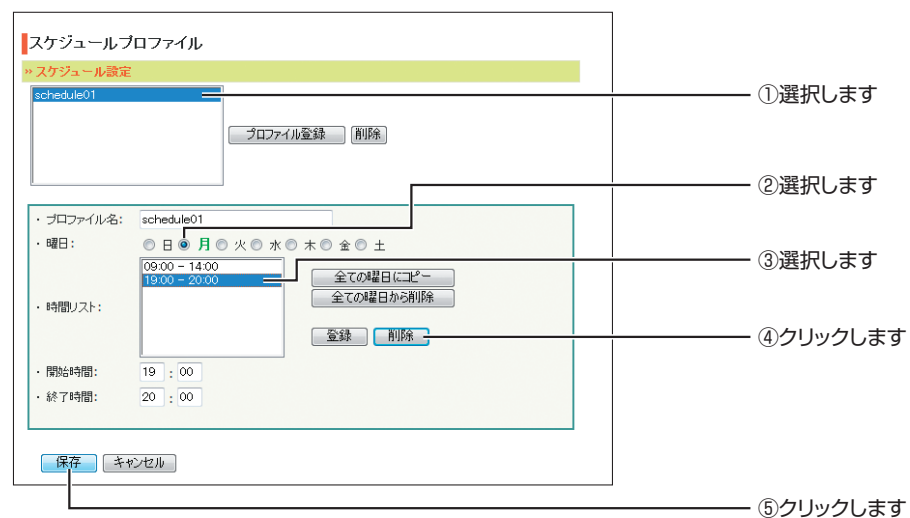 スケジュールプロファイル
» スケジュール設定
schedule01
①選択します
プロファイル登録 削除
②選択します
・プロファイル名： schedule01
・曜日： 日 月 火 水 木 金 土
09:00 - 14:00
19:00 - 20:00
全ての曜日にコピー
③選択します
・時間リスト：
全ての曜日から削除
登録 削除
④クリックします
・開始時間： 19 : 00
・終了時間： 20 : 00
保存 キャンセル
⑤クリックします